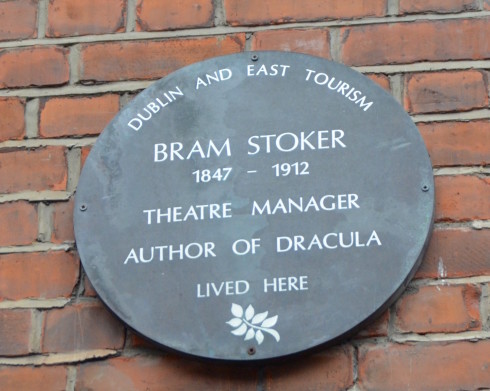 DUBLIN AND EAST TOURISM
BRAM STOKER
1847 – 1912
THEATRE MANAGER
AUTHOR OF DRACULA
LIVED HERE